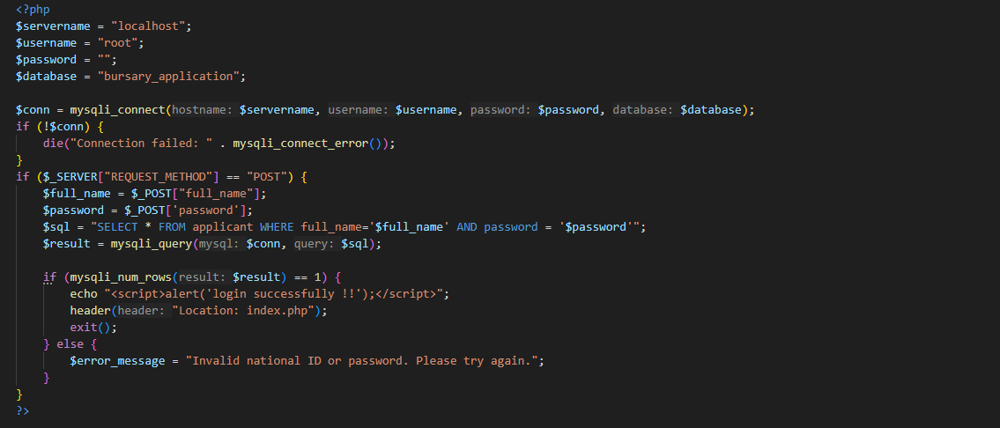 <?php
$servername = "localhost";
$username = "root";
$password = "";
$database = "bursary_application";

$conn = mysqli_connect(hostname: $servername, username: $username, password: $password, database: $database);
if (!$conn) {
    die("Connection failed: " . mysqli_connect_error());
}
if ($_SERVER["REQUEST_METHOD"] == "POST") {
    $full_name = $_POST["full_name"];
    $password = $_POST['password'];
    $sql = "SELECT * FROM applicant WHERE full_name='$full_name' AND password = '$password'";
    $result = mysqli_query(mysql: $conn, query: $sql);

    if (mysqli_num_rows(result: $result) == 1) {
        echo "<script>alert('login successfully !!');</script>";
        header(header: "Location: index.php");
        exit();
    } else {
        $error_message = "Invalid national ID or password. Please try again.";
    }
}
?>